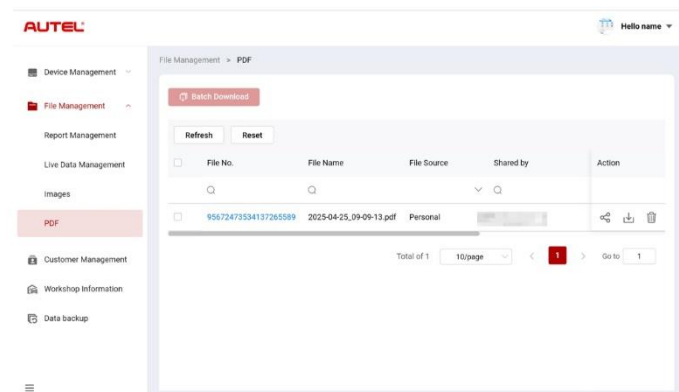 AUTEL
Hello name
Device Management
File Management
Report Management
Live Data Management
Images
PDF
Customer Management
Workshop Information
Data backup
File Management > PDF
Batch Download
Refresh Reset
File No. File Name File Source Shared by Action
95672473534137265589 2025-04-25_09-09-13.pdf Personal
Total of 1 10/page < 1 > Go to 1